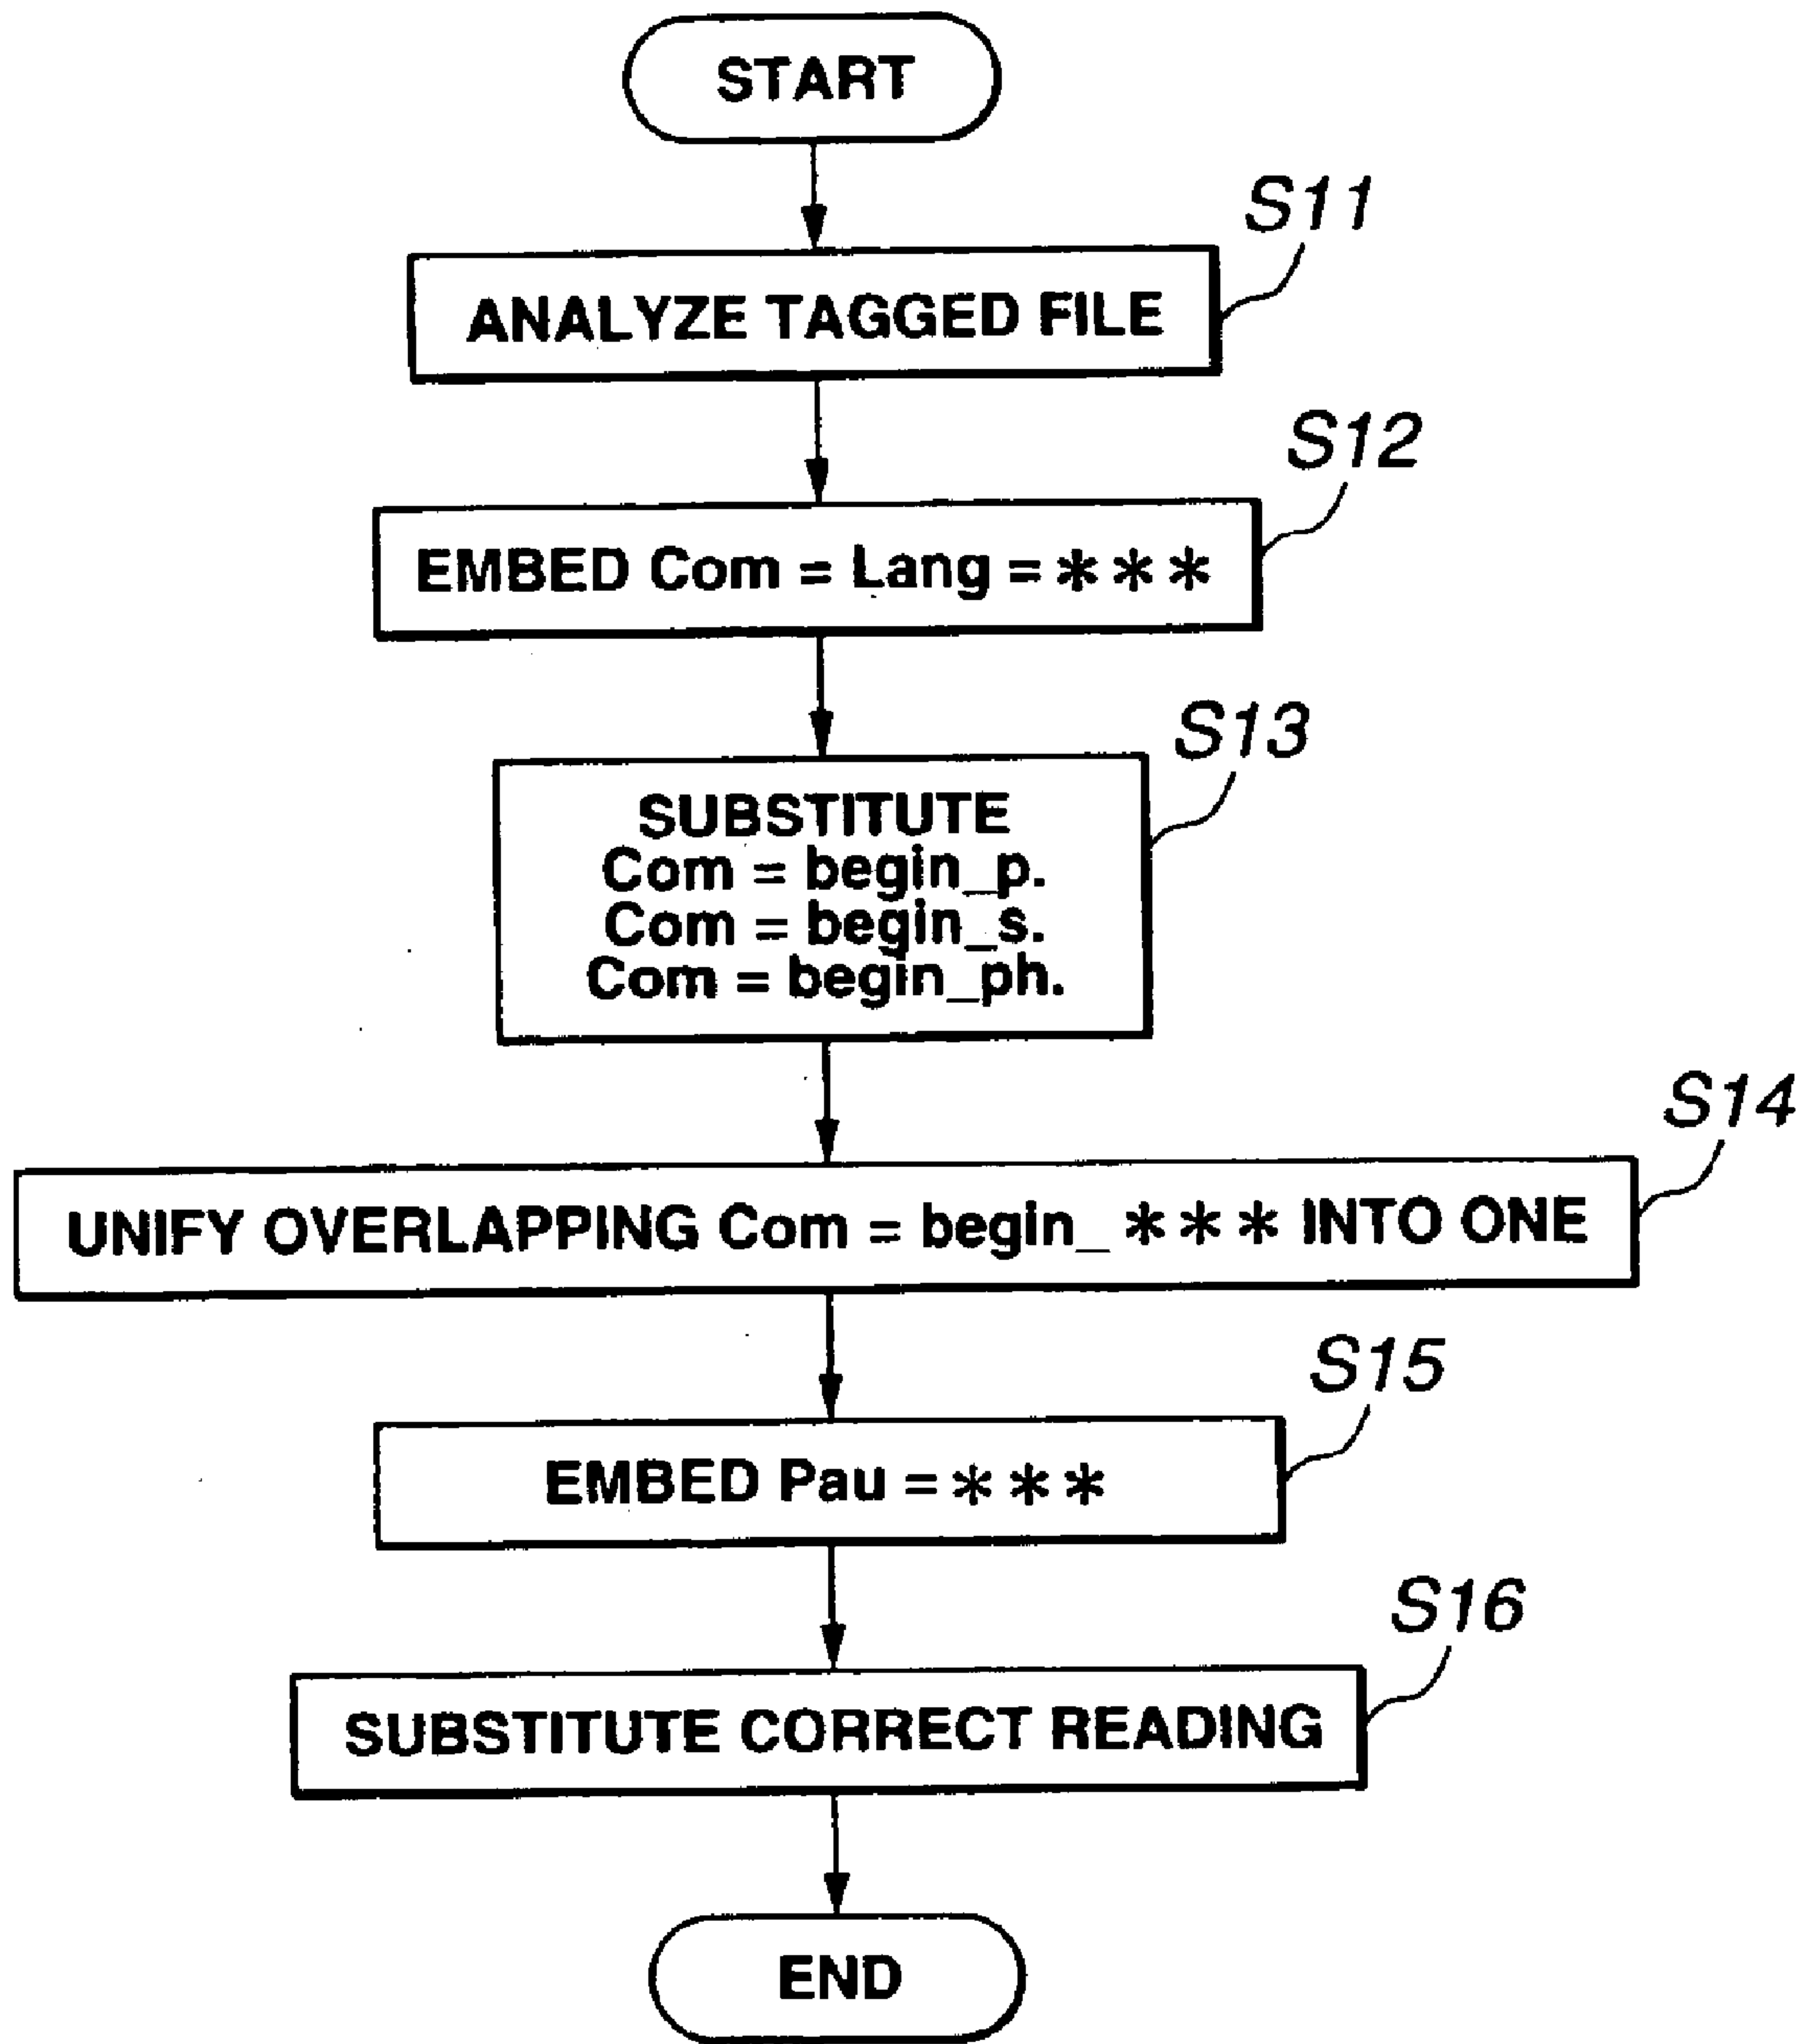 START
S11
ANALYZE TAGGED FILE
S12
EMBED Com = Lang = ***
S13
SUBSTITUTE
Com = begin_p.
Com = begin_s.
Com = begin_ph.
S14
UNIFY OVERLAPPING Com = begin_ *** INTO ONE
S15
EMBED Pau = ***
S16
SUBSTITUTE CORRECT READING
END